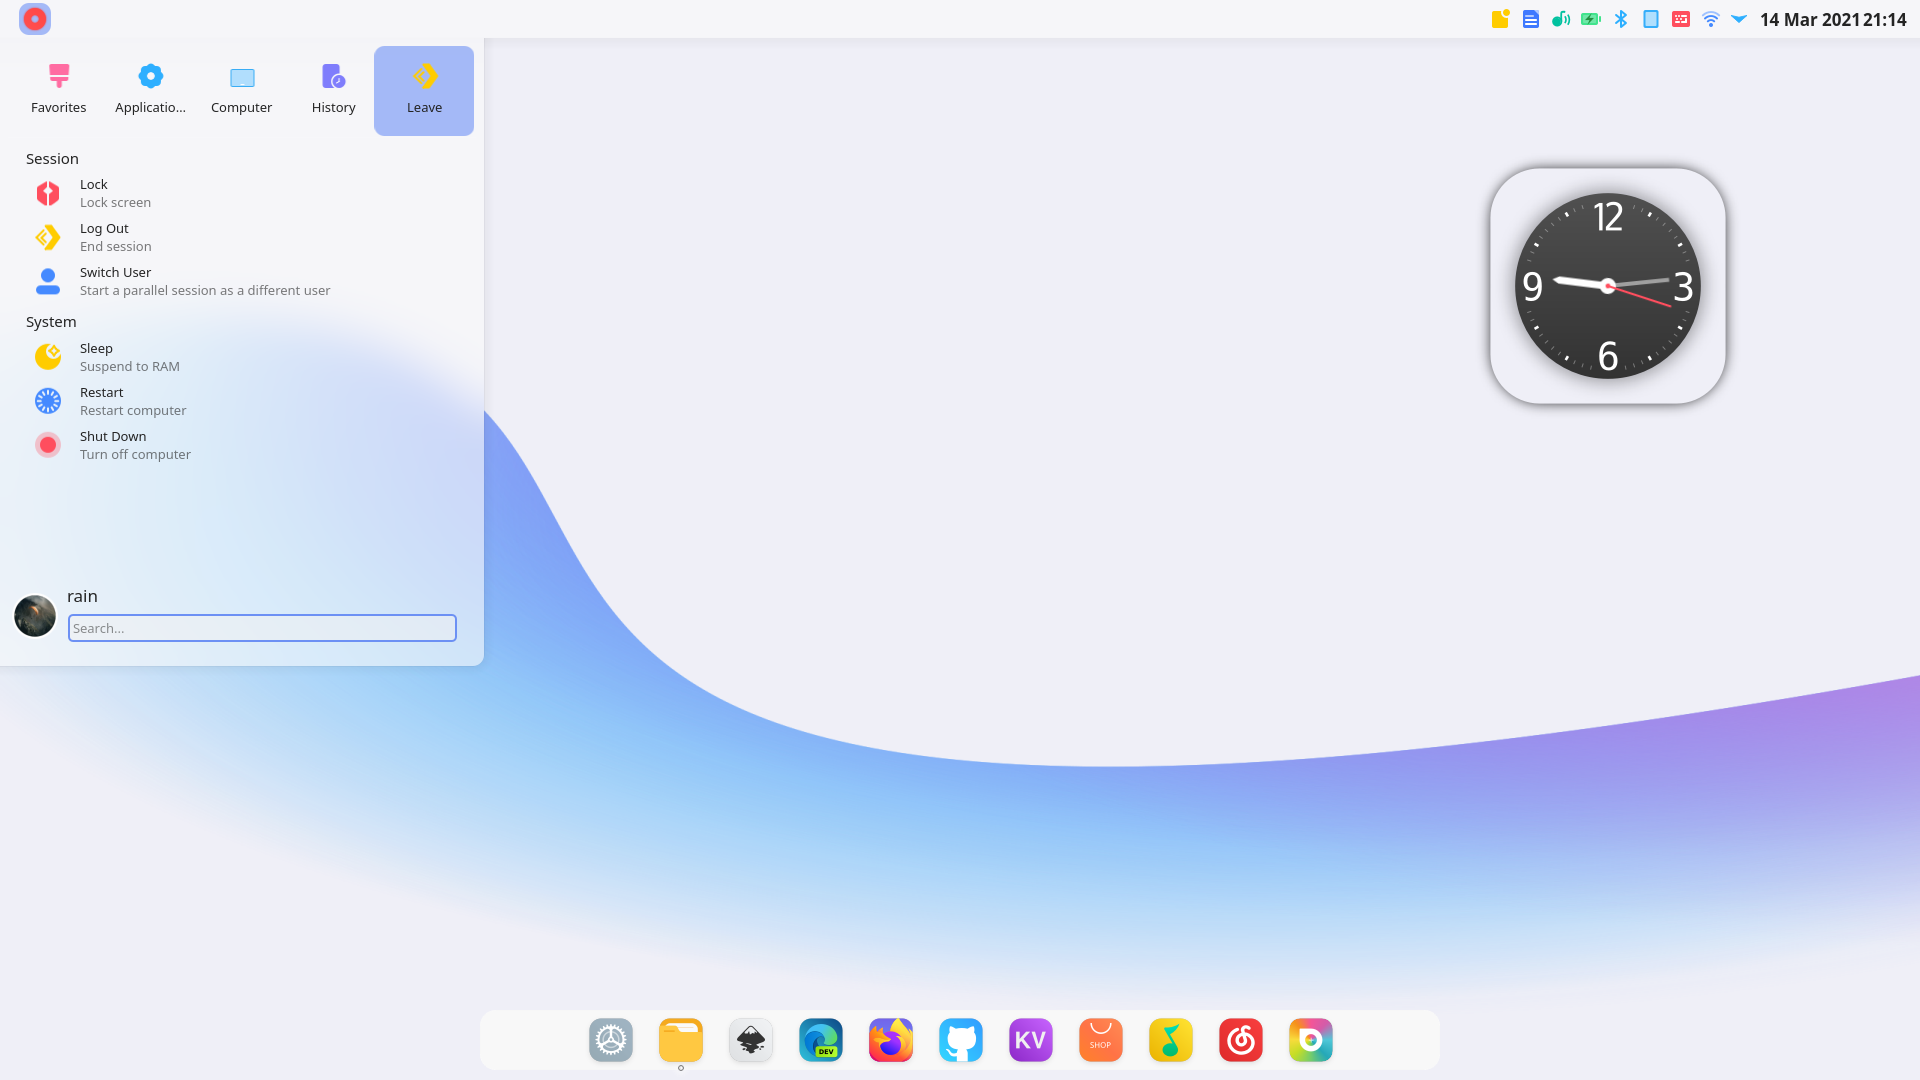 14 Mar 2021 21:14
Favorites
Applicatio...
Computer
History
Leave
Session
Lock
Lock screen
Log Out
End session
Switch User
Start a parallel session as a different user
System
Sleep
Suspend to RAM
Restart
Restart computer
Shut Down
Turn off computer
rain
Search...
12
9
3
6
DEV
KV
SHOP